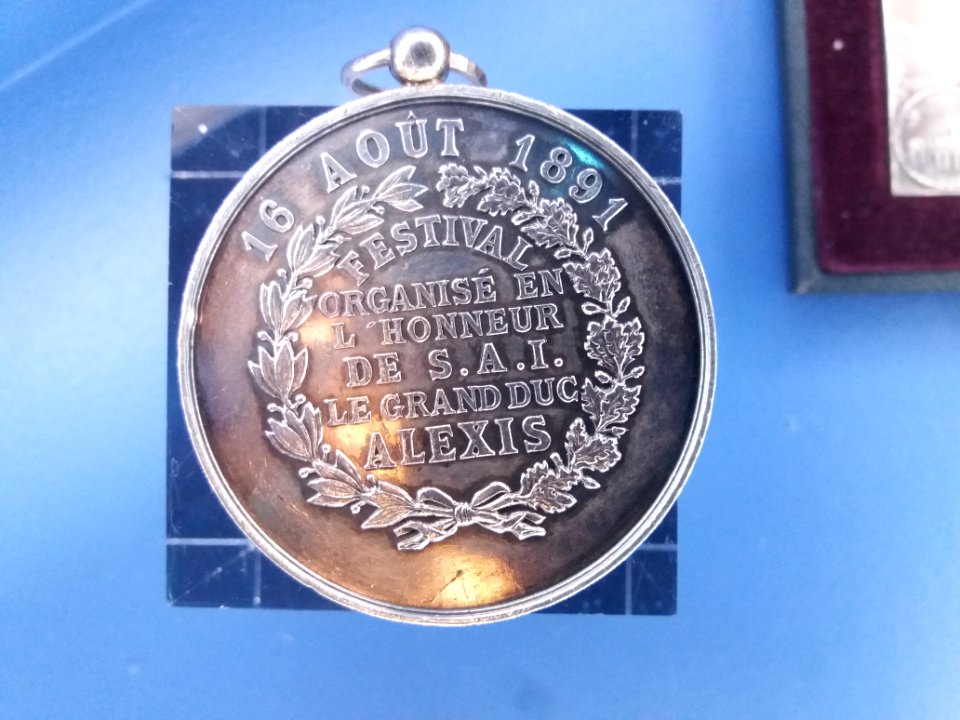 16 AOÛT 1891
FESTIVAL
ORGANISÉ EN
L'HONNEUR
DE S.A.I.
LE GRAND DUC
ALEXIS